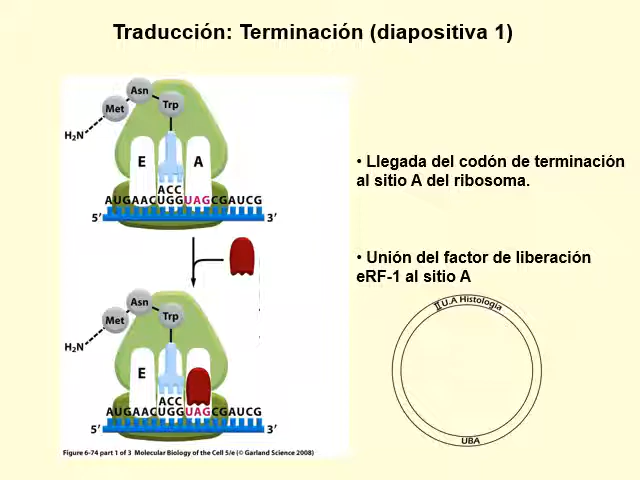 Traducción: Terminación (diapositiva 1)
Asn
Met
Trp
H₂N
E
A
ACC
AUGAACUGGUAGCGAUCG
5’
3’
• Llegada del codón de terminación
al sitio A del ribosoma.
• Unión del factor de liberación
eRF-1 al sitio A
Asn
Met
Trp
H₂N
E
ACC
AUGAACUGGUAGCGAUCG
5’
3’
Figure 6-74 part 1 of 3 Molecular Biology of the Cell 5/e (© Garland Science 2008)
II U.A Histología
UBA